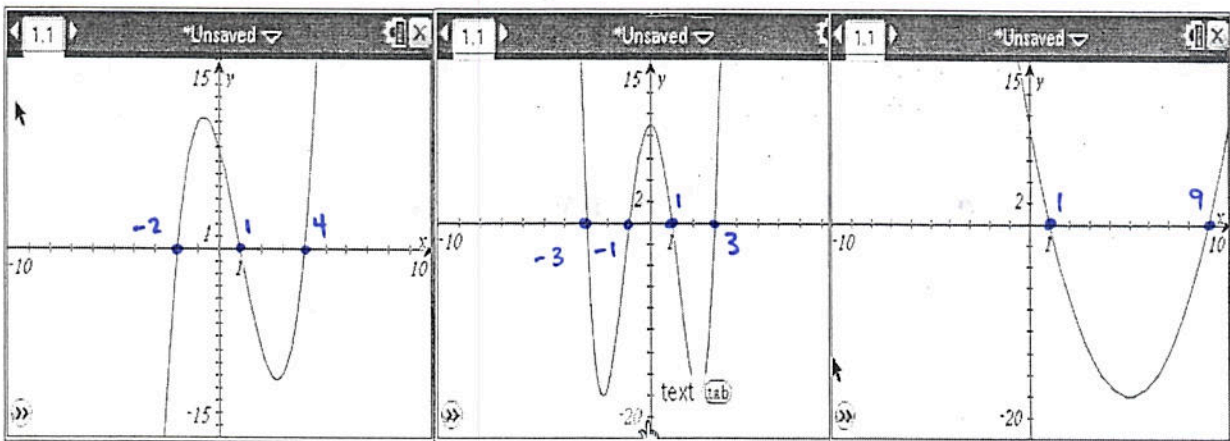 1.1 *Unsaved
15 y
-2 1 4
1 x
-10 1 10
-15
1.1 *Unsaved
15 y
2 1
-10 -3 -1 1 3
text tab
-20
1.1 *Unsaved
15 y
2 1 9
x
1 10
-20